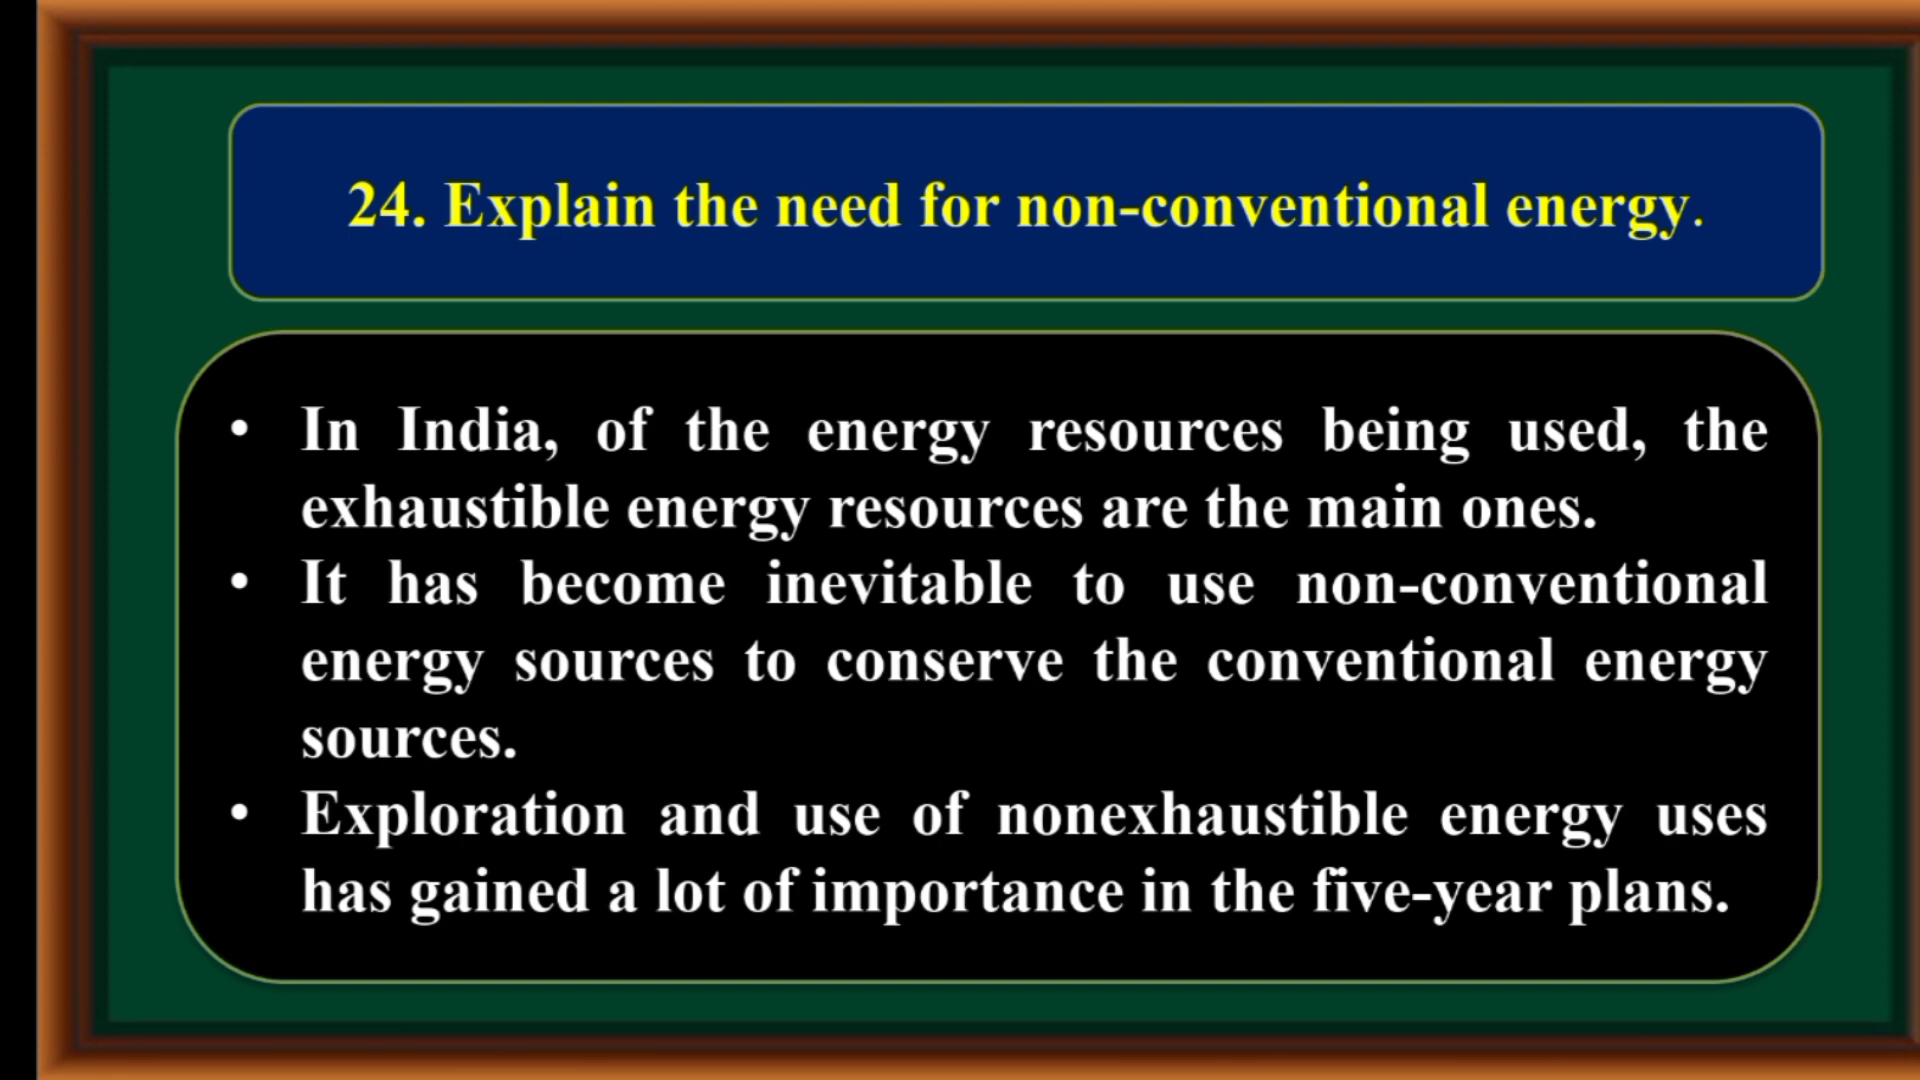 24. Explain the need for non-conventional energy.
• In India, of the energy resources being used, the
exhaustible energy resources are the main ones.
• It has become inevitable to use non-conventional
energy sources to conserve the conventional energy
sources.
• Exploration and use of nonexhaustible energy uses
has gained a lot of importance in the five-year plans.